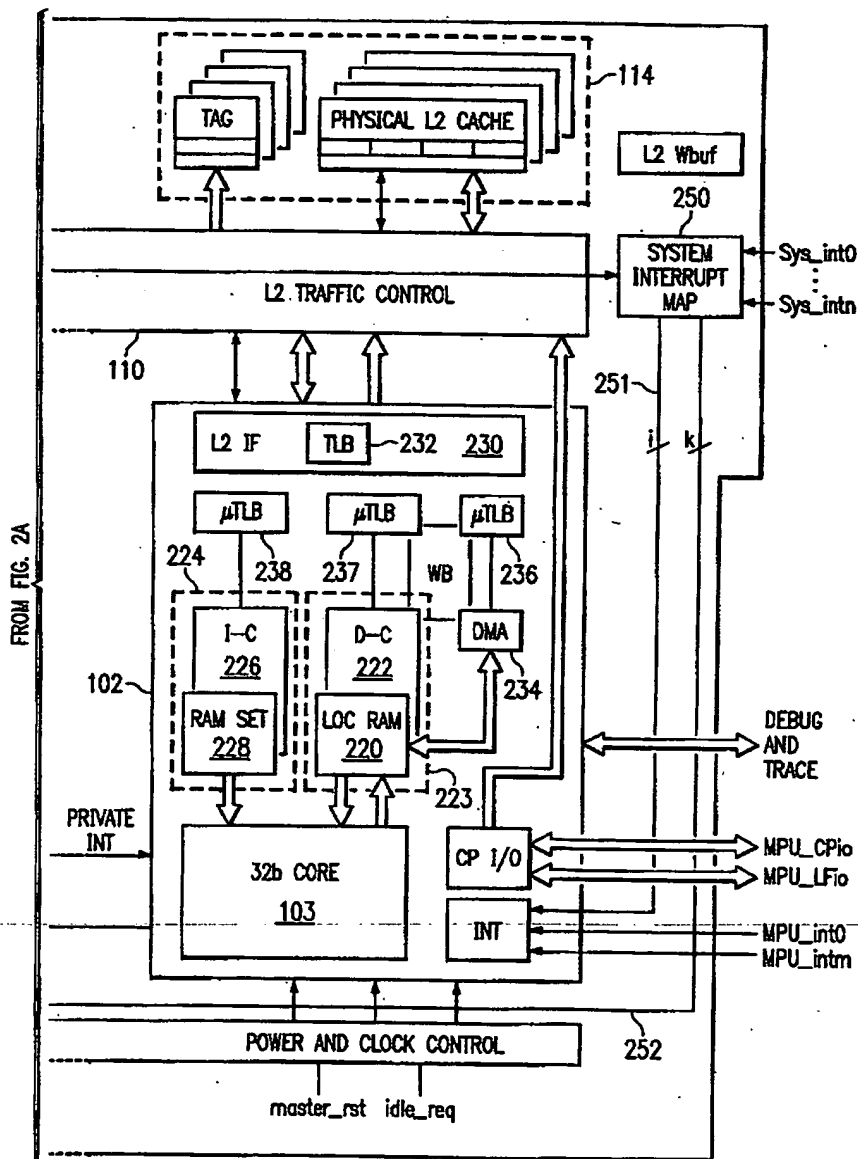 114
TAG
PHYSICAL L2 CACHE
L2 Wbuf
250
SYSTEM
INTERRUPT
MAP
Sys_int0
Sys_intn
L2 TRAFFIC CONTROL
110
251
i
k
L2 IF
TLB
232
230
FROM FIG. 2A
μTLB
μTLB
μTLB
238
237
236
224
WB
I-C
226
D-C
222
DMA
234
102
RAM SET
228
LOC RAM
220
223
DEBUG
AND
TRACE
PRIVATE
INT
32b CORE
103
CP I/O
MPU_CPio
MPU_LFio
INT
MPU_int0
MPU_intm
252
POWER AND CLOCK CONTROL
master_rst
idle_req